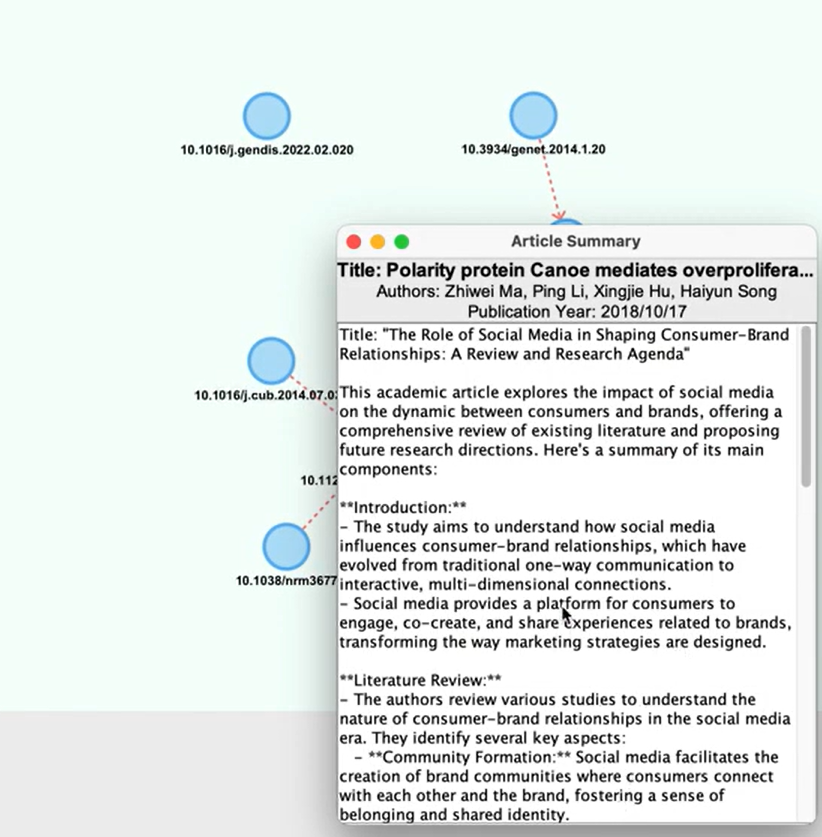 10.1016/j.gendis.2022.02.020
10.3934/genet.2014.1.20
10.1016/j.cub.2014.07.0
10.112
10.1038/nrm3677
Article Summary
Title: Polarity protein Canoe mediates overprolifera...
Authors: Zhiwei Ma, Ping Li, Xingjie Hu, Haiyun Song
Publication Year: 2018/10/17
Title: "The Role of Social Media in Shaping Consumer-Brand
Relationships: A Review and Research Agenda"
This academic article explores the impact of social media
on the dynamic between consumers and brands, offering a
comprehensive review of existing literature and proposing
future research directions. Here's a summary of its main
components:
**Introduction:**
- The study aims to understand how social media
influences consumer-brand relationships, which have
evolved from traditional one-way communication to
interactive, multi-dimensional connections.
- Social media provides a platform for consumers to
engage, co-create, and share experiences related to brands,
transforming the way marketing strategies are designed.
**Literature Review:**
- The authors review various studies to understand the
nature of consumer-brand relationships in the social media
era. They identify several key aspects:
- **Community Formation:** Social media facilitates the
creation of brand communities where consumers connect
with each other and the brand, fostering a sense of
belonging and shared identity.